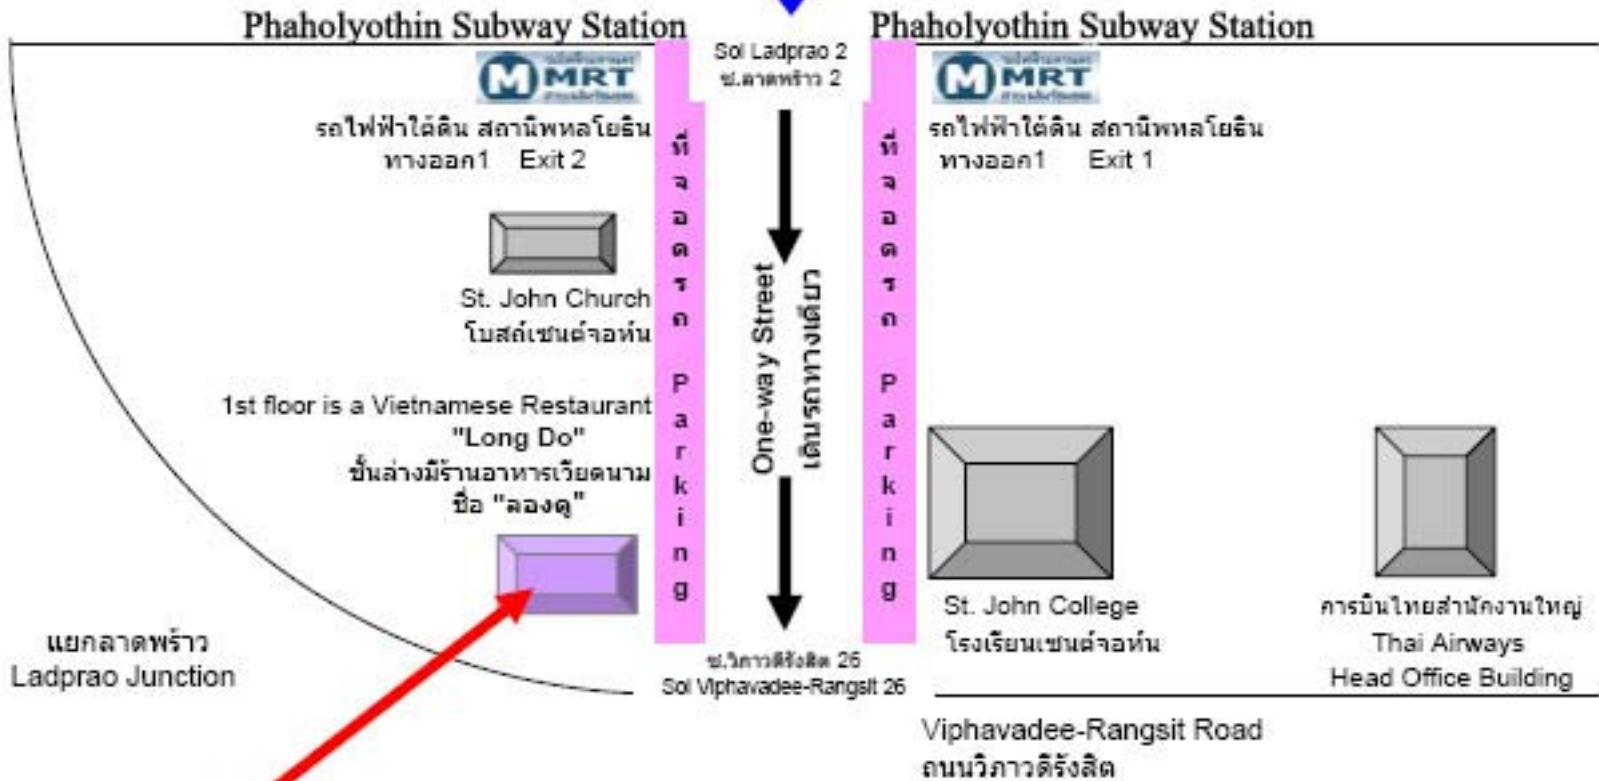 Phaholyothin Subway Station
Phaholyothin Subway Station
Soi Ladprao 2
ซ.ลาดพร้าว 2
MRT
MRT
รถไฟฟ้าใต้ดิน สถานีพหลโยธิน
ทางออก1 Exit 2
รถไฟฟ้าใต้ดิน สถานีพหลโยธิน
ทางออก1 Exit 1
ที่จอดรถ Parking
ที่จอดรถ Parking
One-way Street
เดินรถทางเดียว
St. John Church
โบสถ์เซนต์จอห์น
1st floor is a Vietnamese Restaurant
"Long Do"
ชั้นล่างมีร้านอาหารเวียดนาม
ชื่อ "ลองดู"
St. John College
โรงเรียนเซนต์จอห์น
การบินไทยสำนักงานใหญ่
Thai Airways
Head Office Building
แยกลาดพร้าว
Ladprao Junction
ซ.วิภาวดีรังสิต 26
Soi Viphavadee-Rangsit 26
Viphavadee-Rangsit Road
ถนนวิภาวดีรังสิต